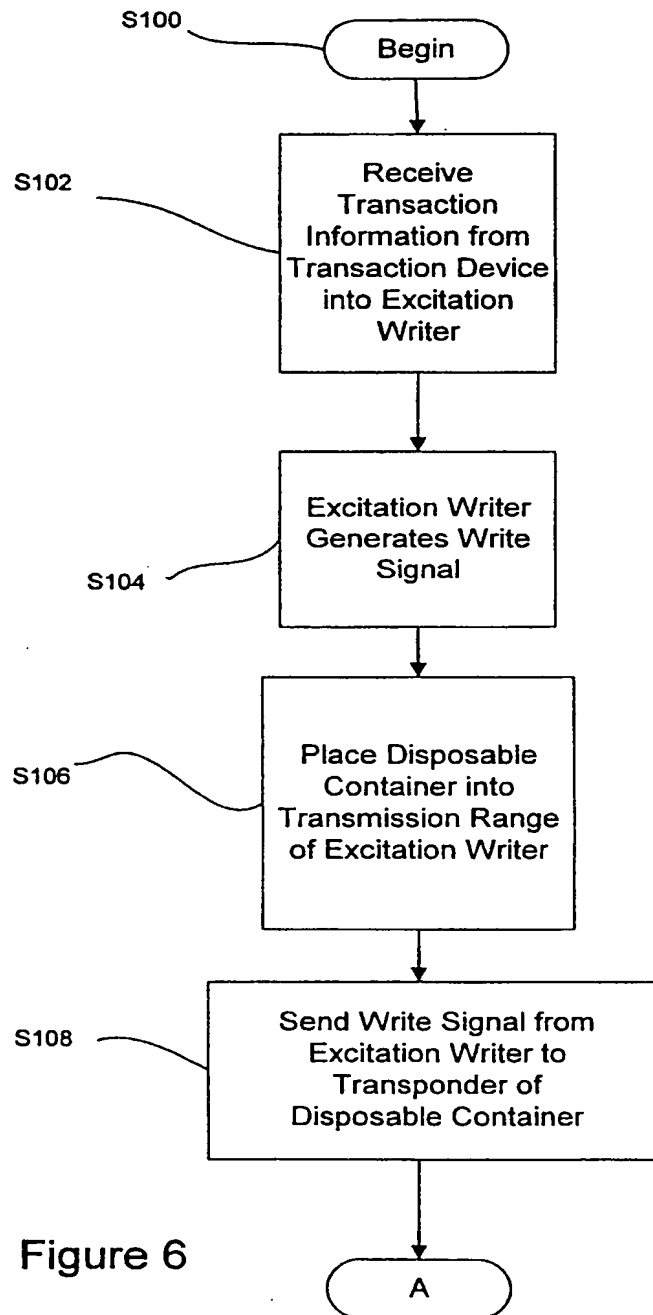 S100
Begin
S102
Receive
Transaction
Information from
Transaction Device
into Excitation
Writer
S104
Excitation Writer
Generates Write
Signal
S106
Place Disposable
Container into
Transmission Range
of Excitation Writer
S108
Send Write Signal from
Excitation Writer to
Transponder of
Disposable Container
Figure 6
A